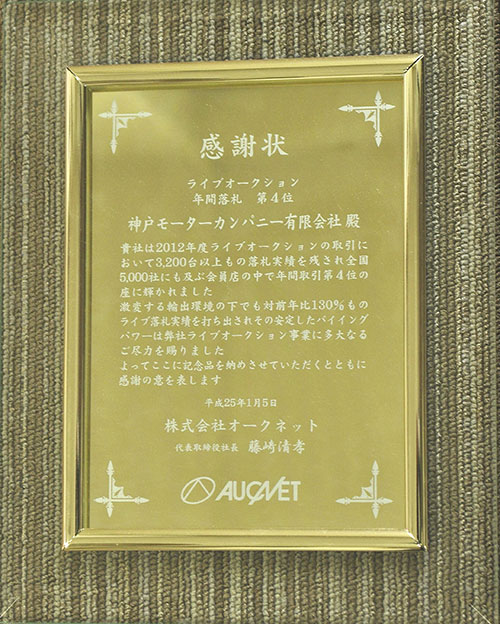 感謝状
ライブオークション
年間落札 第4位
神戸モーターカンパニー有限会社 殿
貴社は2012年度ライブオークションの取引に
おいて3,200台以上もの落札実績を残され全国
5,000社にも及ぶ会員店の中で年間取引第4位の
座に輝かれました
激変する輸出環境の下でも対前年比130%もの
ライブ落札実績を打ち出されその安定したバイイング
パワーは弊社ライブオークション事業に多大なる
ご尽力を賜りました
よってここに記念品を納めさせていただくとともに
感謝の意を表します
平成25年1月5日
株式会社オークネット
代表取締役社長 藤崎清孝
AUCNET